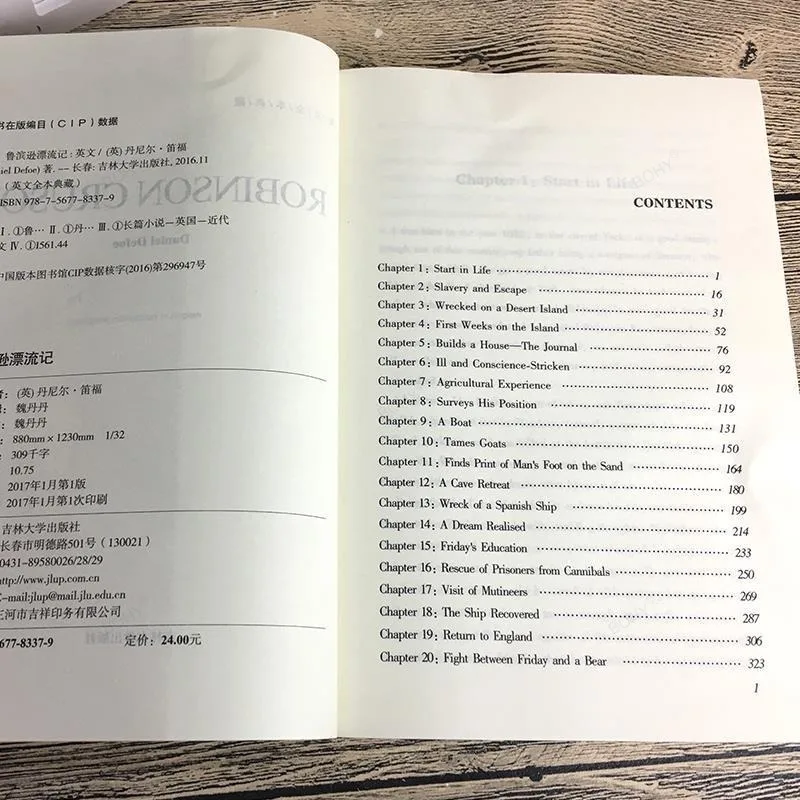 书在版编目(CIP)数据
鲁滨逊漂流记:英文/(英)丹尼尔·笛福
iel Defoe)著.--长春:吉林大学出版社,2016.11
(英文全本典藏)
ISBN 978-7-5677-8337-9
Ⅰ.①鲁… Ⅱ.①丹… Ⅲ.①长篇小说—英国—近代
文 Ⅳ.①I561.44
中国版本图书馆CIP数据核字(2016)第296947号
逊漂流记
者:(英)丹尼尔·笛福
魏丹丹
魏丹丹
880mm×1230mm 1/32
309千字
10.75
2017年1月第1版
2017年1月第1次印刷
吉林大学出版社
长春市明德路501号(130021)
0431-89580026/28/29
http://www.jlup.com.cn
E-mail:jlup@mail.jlu.edu.cn
三河市吉祥印务有限公司
5677-8337-9 定价:24.00元
ROBINSON CRUSO
Daniel Defoe
Chapter 1: Start in Life
CONTENTS
Chapter 1: Start in Life 1
Chapter 2: Slavery and Escape 16
Chapter 3: Wrecked on a Desert Island 31
Chapter 4: First Weeks on the Island 52
Chapter 5: Builds a House—The Journal 76
Chapter 6: Ill and Conscience-Stricken 92
Chapter 7: Agricultural Experience 108
Chapter 8: Surveys His Position 119
Chapter 9: A Boat 131
Chapter 10: Tames Goats 150
Chapter 11: Finds Print of Man's Foot on the Sand 164
Chapter 12: A Cave Retreat 180
Chapter 13: Wreck of a Spanish Ship 199
Chapter 14: A Dream Realised 214
Chapter 15: Friday's Education 233
Chapter 16: Rescue of Prisoners from Cannibals 250
Chapter 17: Visit of Mutineers 269
Chapter 18: The Ship Recovered 287
Chapter 19: Return to England 306
Chapter 20: Fight Between Friday and a Bear 323
1